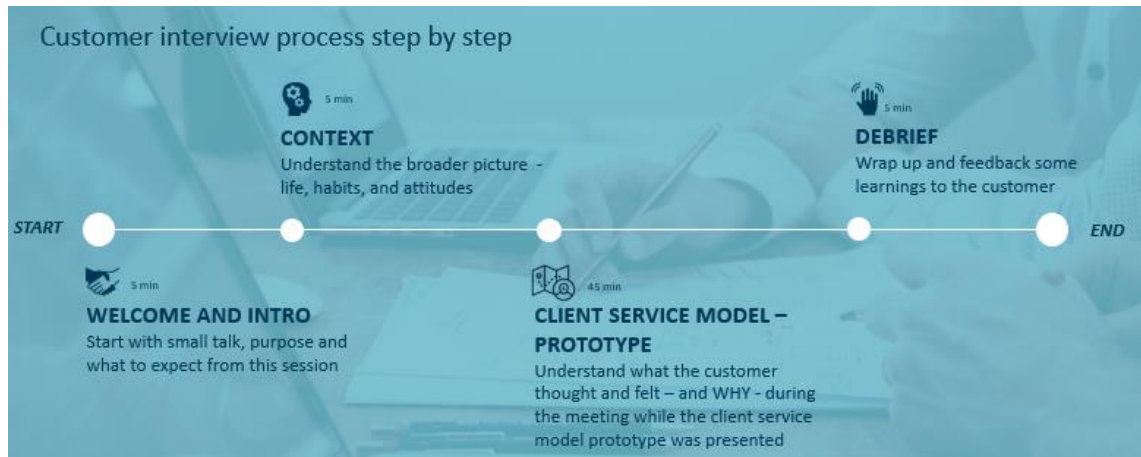 Customer interview process step by step
5 min
CONTEXT
Understand the broader picture -
life, habits, and attitudes
5 min
DEBRIEF
Wrap up and feedback some
learnings to the customer
START
END
5 min
WELCOME AND INTRO
Start with small talk, purpose and
what to expect from this session
45 min
CLIENT SERVICE MODEL –
PROTOTYPE
Understand what the customer
thought and felt – and WHY - during
the meeting while the client service
model prototype was presented